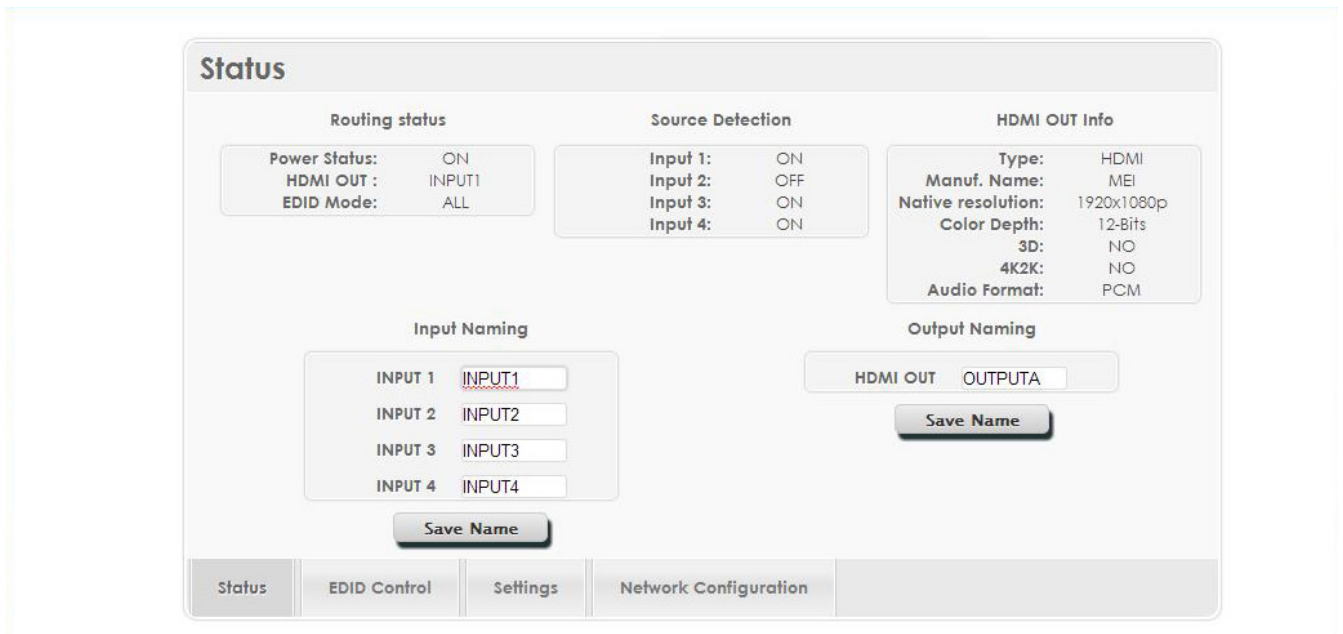 Status
Routing status
Power Status: ON
HDMI OUT : INPUT1
EDID Mode: ALL
Source Detection
Input 1: ON
Input 2: OFF
Input 3: ON
Input 4: ON
HDMI OUT Info
Type: HDMI
Manuf. Name: MEI
Native resolution: 1920x1080p
Color Depth: 12-Bits
3D: NO
4K2K: NO
Audio Format: PCM
Input Naming
INPUT 1 INPUT1
INPUT 2 INPUT2
INPUT 3 INPUT3
INPUT 4 INPUT4
Save Name
Output Naming
HDMI OUT OUTPUTA
Save Name
Status EDID Control Settings Network Configuration